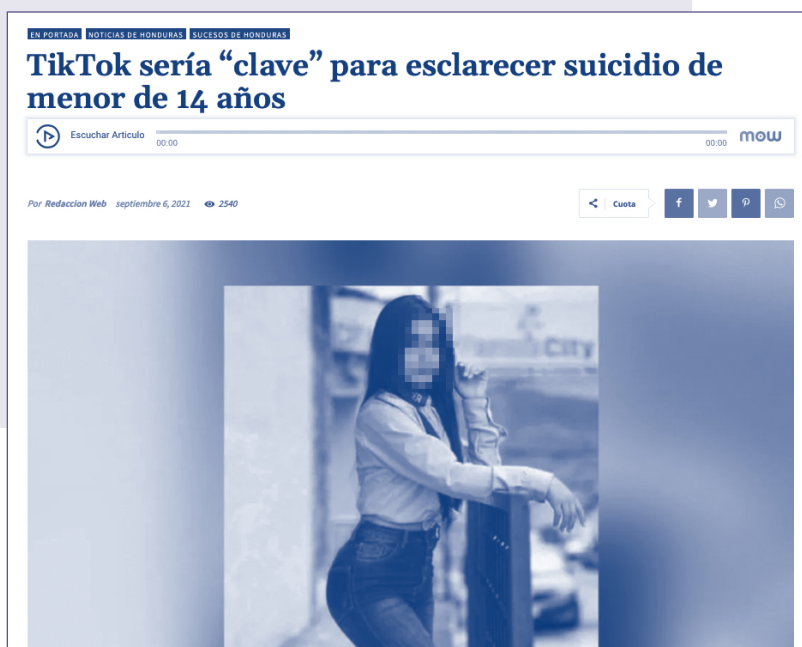 EN PORTADA NOTICIAS DE HONDURAS SUCESOS DE HONDURAS
TikTok sería “clave” para esclarecer suicidio de
menor de 14 años
Escuchar Artículo
00:00 00:00 mow
Por Redaccion Web septiembre 6, 2021 2540 Cuota
City